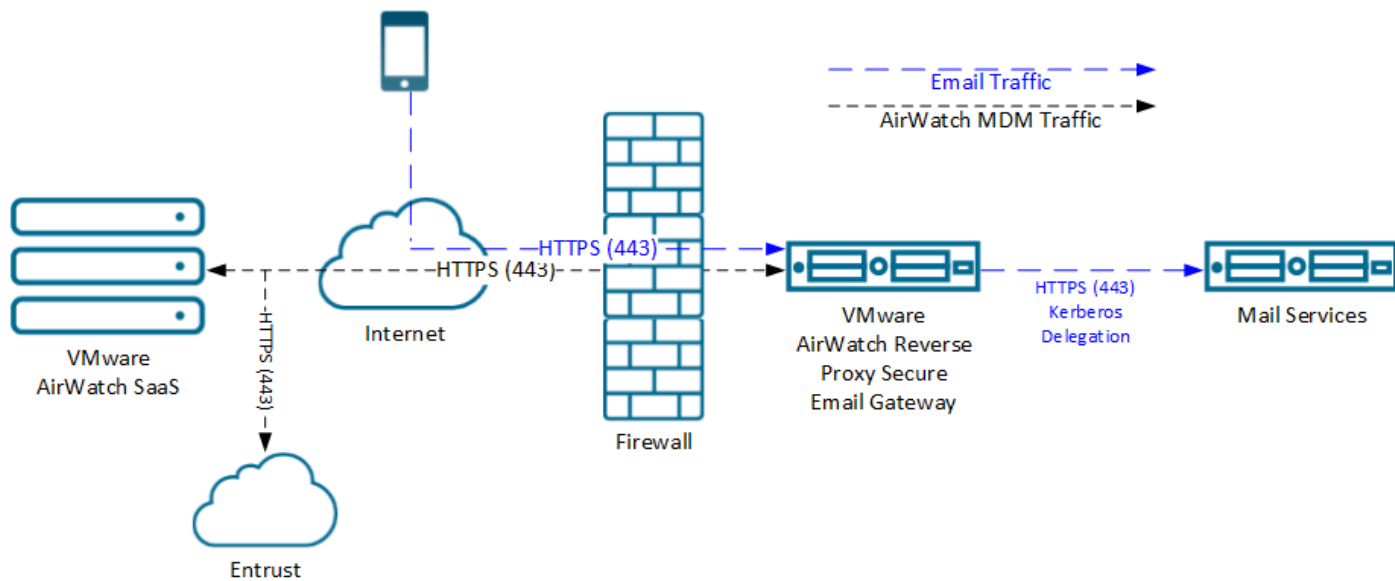 Email Traffic
AirWatch MDM Traffic
HTTPS (443)
HTTPS (443)
HTTPS (443)
HTTPS (443)
Kerberos
Delegation
VMware
AirWatch SaaS
Internet
Firewall
VMware
AirWatch Reverse
Proxy Secure
Email Gateway
Mail Services
Entrust